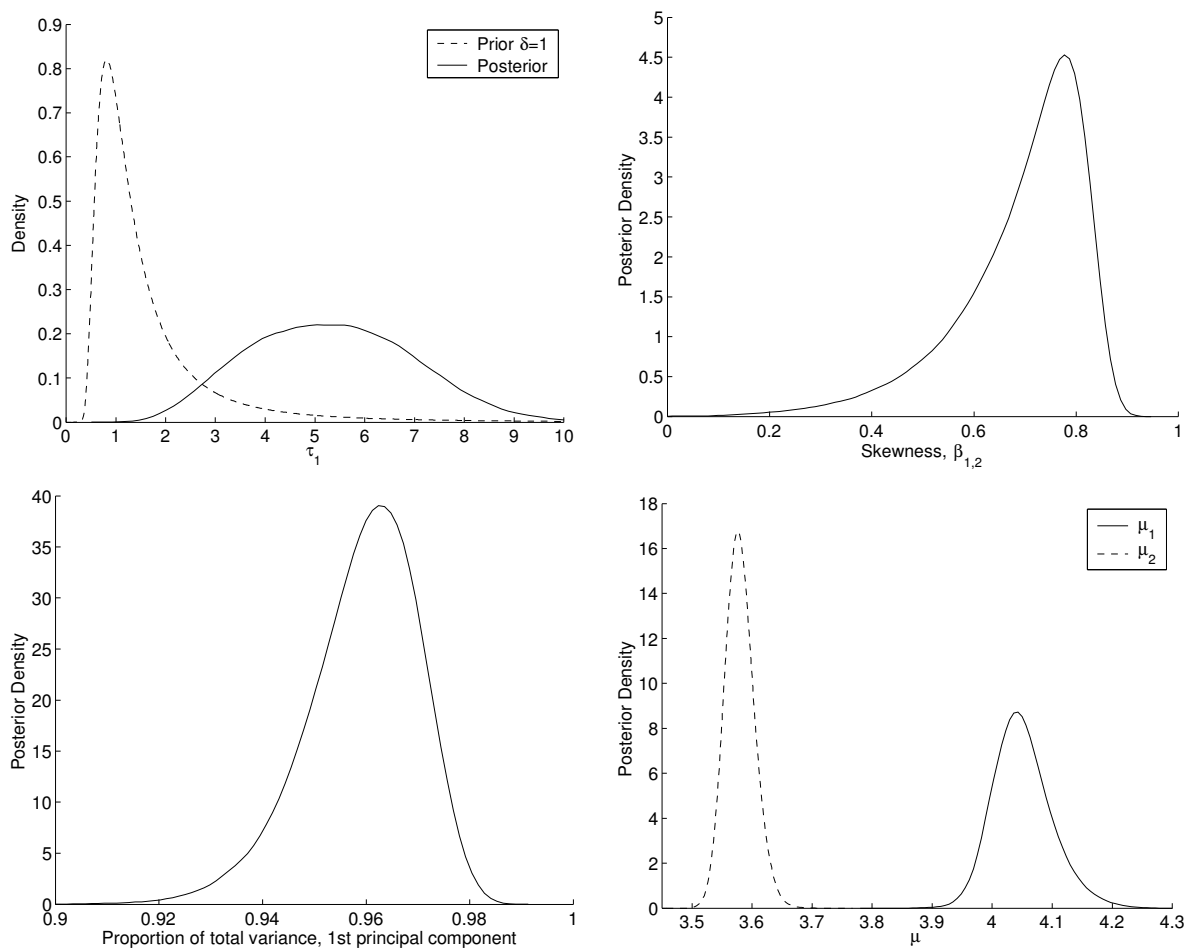 0.9
0.8
0.7
0.6
0.5
0.4
0.3
0.2
0.1
0
Density
0 1 2 3 4 5 6 7 8 9 10
τ1
Prior δ=1
Posterior
5
4.5
4
3.5
3
2.5
2
1.5
1
0.5
0
Posterior Density
0 0.2 0.4 0.6 0.8 1
Skewness, β1,2
40
35
30
25
20
15
10
5
0
Posterior Density
0.9 0.92 0.94 0.96 0.98 1
Proportion of total variance, 1st principal component
18
16
14
12
10
8
6
4
2
0
Posterior Density
3.5 3.6 3.7 3.8 3.9 4 4.1 4.2 4.3
μ
μ1
μ2